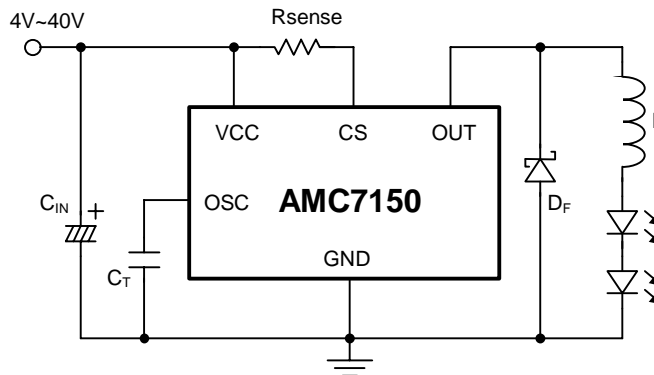 4V~40V
Rsense
VCC
CS
OUT
CIN
+
OSC
AMC7150
DF
CT
GND